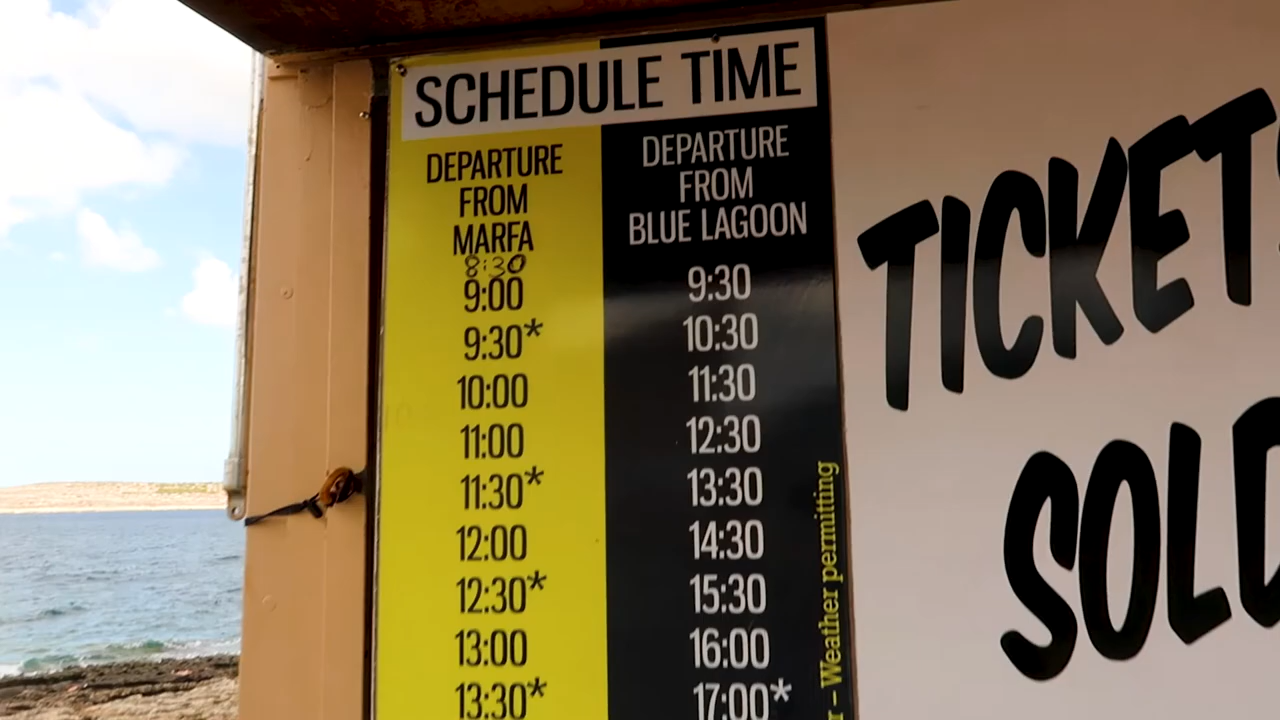 SCHEDULE TIME
DEPARTURE
FROM
MARFA
8:30
9:00
9:30*
10:00
11:00
11:30*
12:00
12:30*
13:00
13:30*
DEPARTURE
FROM
BLUE LAGOON
9:30
10:30
11:30
12:30
13:30
14:30
15:30
16:00
17:00*
- Weather permitting
TICKETS
SOLD